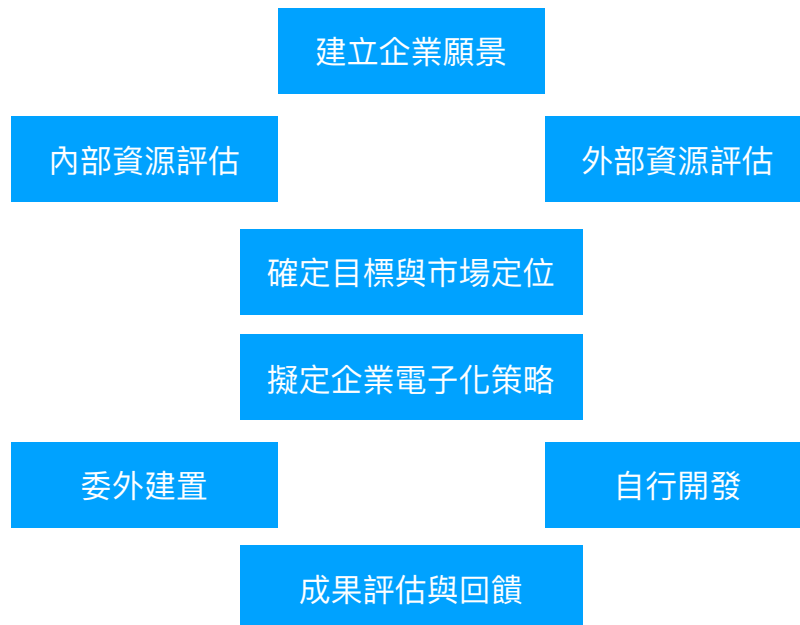 建立企業願景
內部資源評估
外部資源評估
確定目標與市場定位
擬定企業電子化策略
委外建置
自行開發
成果評估與回饋